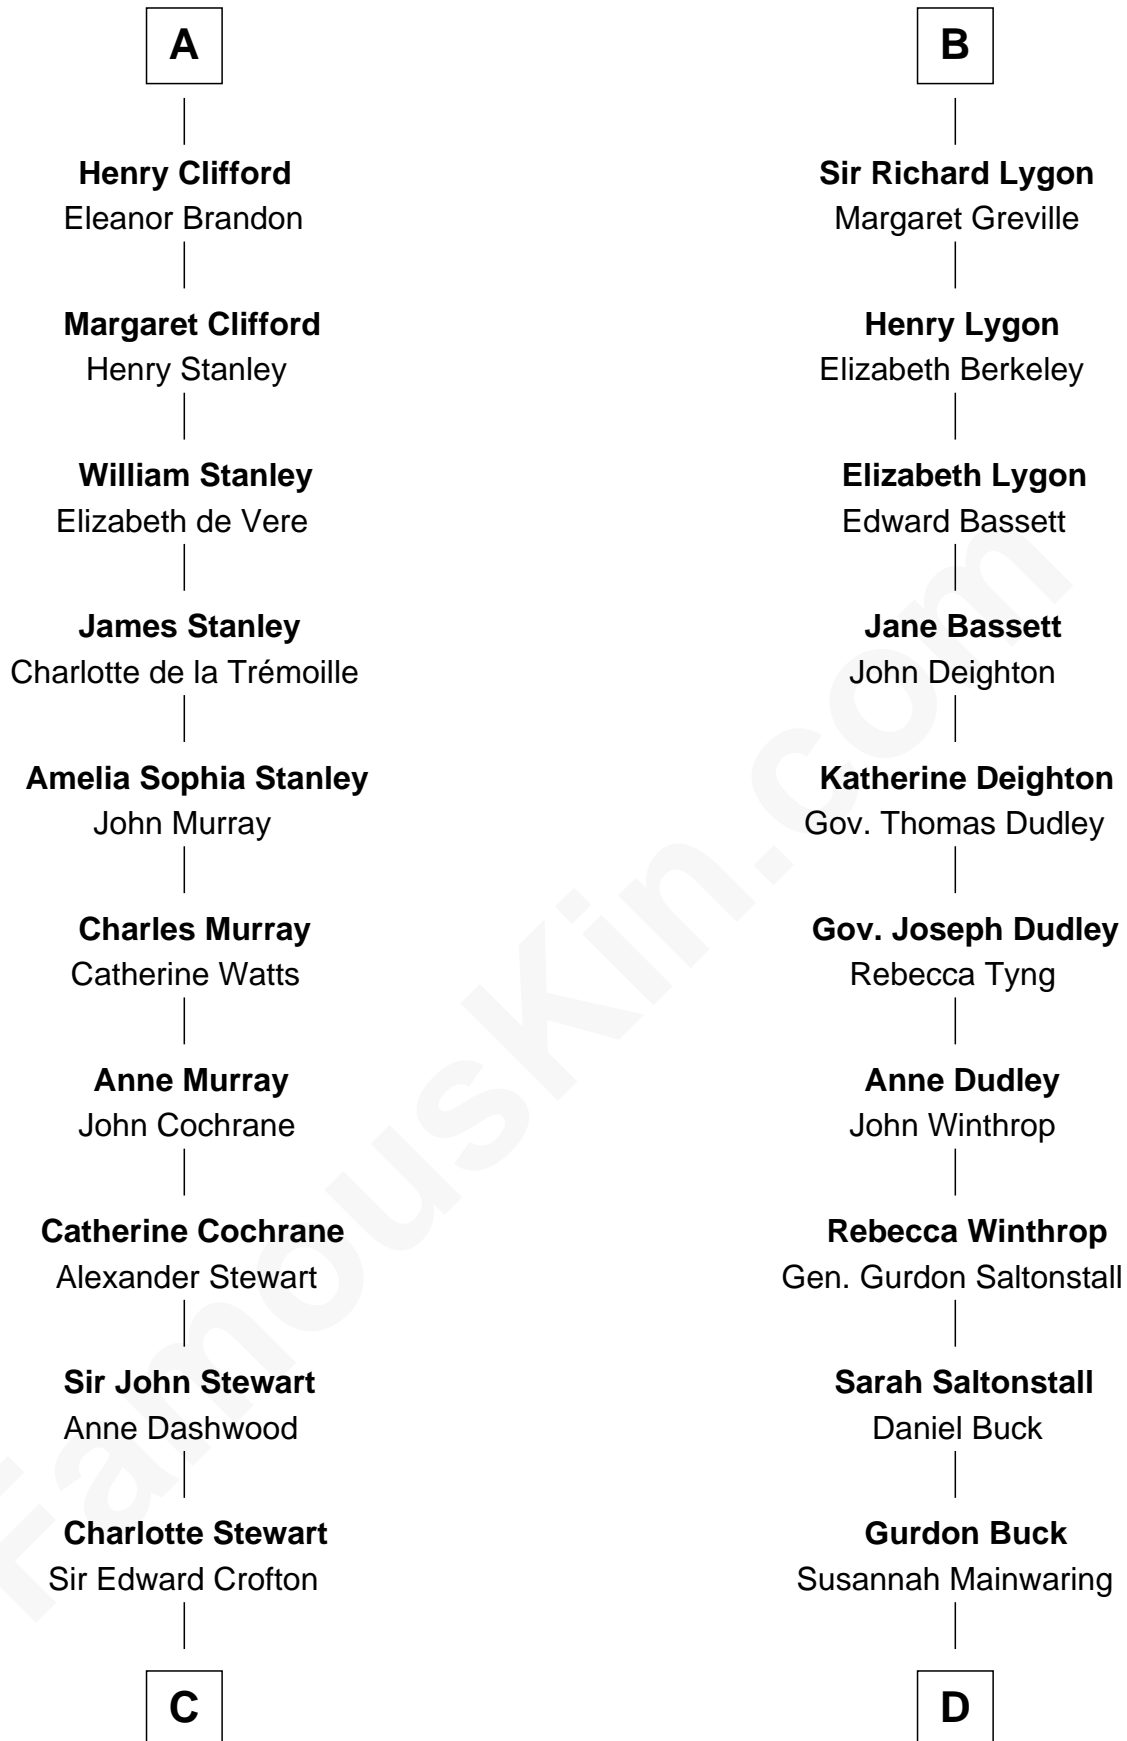 A
Henry Clifford
Eleanor Brandon
Margaret Clifford
Henry Stanley
William Stanley
Elizabeth de Vere
James Stanley
Charlotte de la Trémoille
Amelia Sophia Stanley
John Murray
Charles Murray
Catherine Watts
Anne Murray
John Cochrane
Catherine Cochrane
Alexander Stewart
Sir John Stewart
Anne Dashwood
Charlotte Stewart
Sir Edward Crofton
C
B
Sir Richard Lygon
Margaret Greville
Henry Lygon
Elizabeth Berkeley
Elizabeth Lygon
Edward Bassett
Jane Bassett
John Deighton
Katherine Deighton
Gov. Thomas Dudley
Gov. Joseph Dudley
Rebecca Tyng
Anne Dudley
John Winthrop
Rebecca Winthrop
Gen. Gurdon Saltonstall
Sarah Saltonstall
Daniel Buck
Gurdon Buck
Susannah Mainwaring
D
FamousKin.com